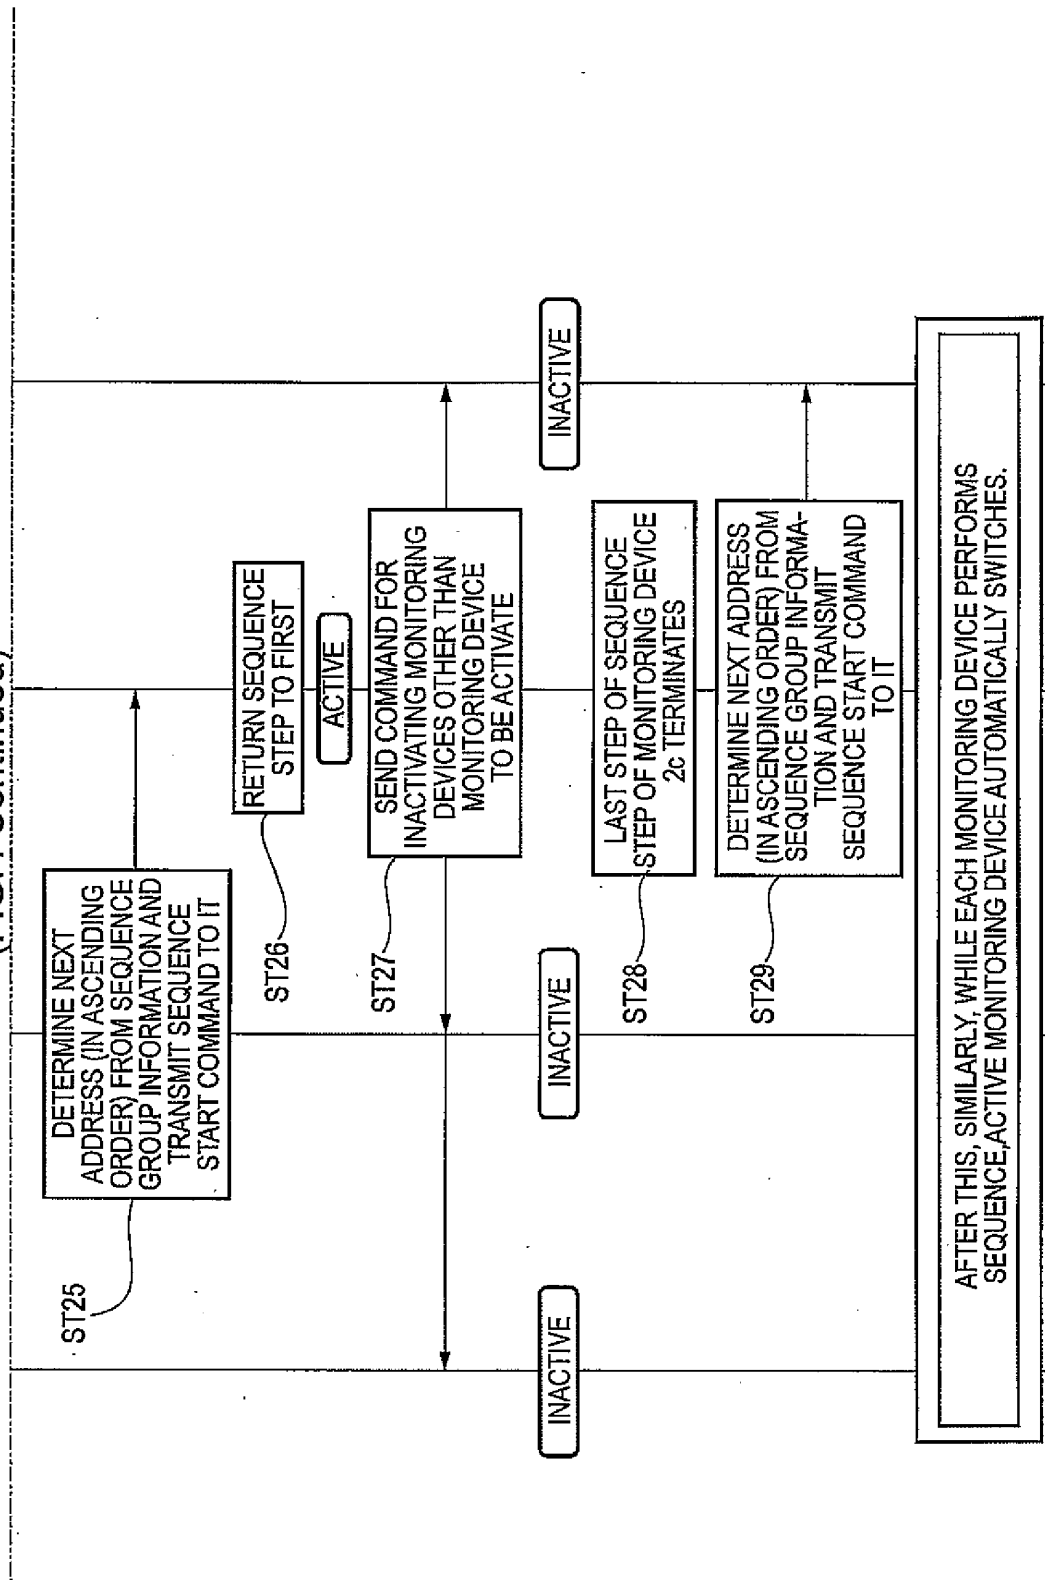 DETERMINE NEXT
ADDRESS (IN ASCENDING
ORDER) FROM SEQUENCE
GROUP INFORMATION AND
TRANSMIT SEQUENCE
START COMMAND TO IT
ST25
RETURN SEQUENCE
STEP TO FIRST
ST26
ACTIVE
SEND COMMAND FOR
INACTIVATING MONITORING
DEVICES OTHER THAN
MONITORING DEVICE
TO BE ACTIVATE
ST27
INACTIVE
INACTIVE
INACTIVE
LAST STEP OF SEQUENCE
STEP OF MONITORING DEVICE
2c TERMINATES
ST28
DETERMINE NEXT ADDRESS
(IN ASCENDING ORDER) FROM
SEQUENCE GROUP INFORMA-
TION AND TRANSMIT
SEQUENCE START COMMAND
TO IT
ST29
AFTER THIS, SIMILARLY, WHILE EACH MONITORING DEVICE PERFORMS
SEQUENCE,ACTIVE MONITORING DEVICE AUTOMATICALLY SWITCHES.